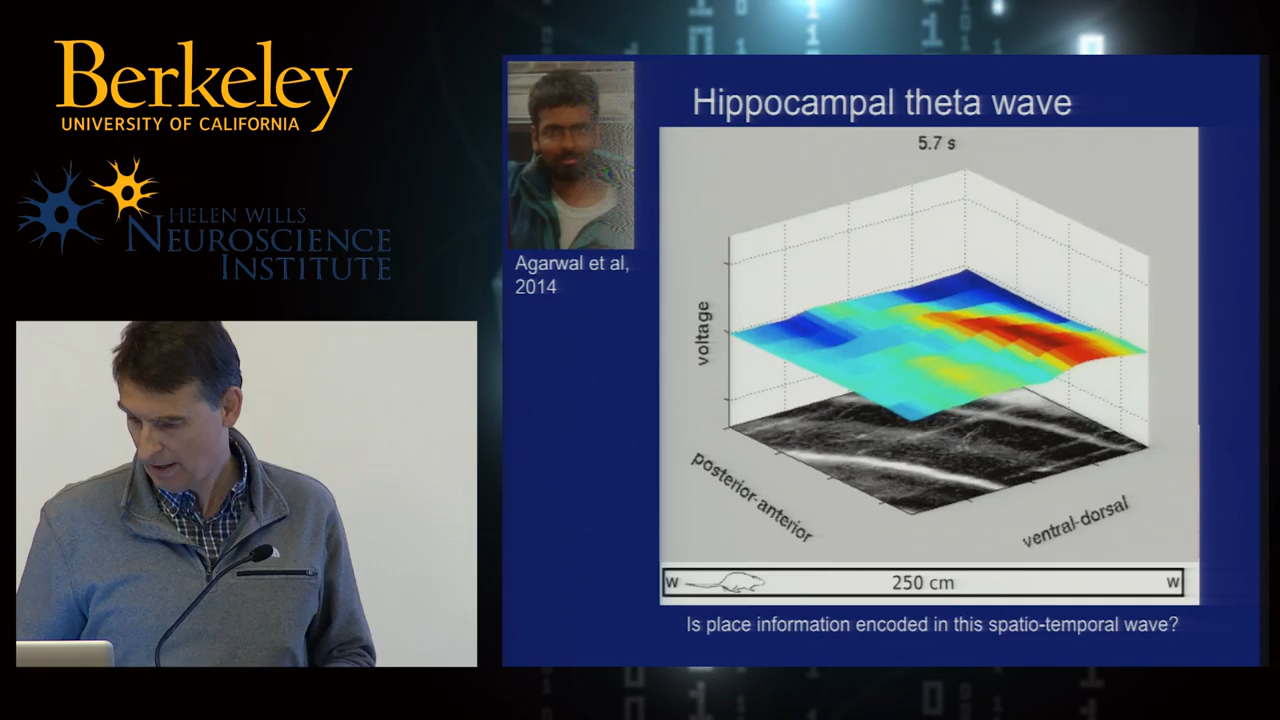 Berkeley
UNIVERSITY OF CALIFORNIA
HELEN WILLS
NEUROSCIENCE
INSTITUTE
Hippocampal theta wave
5.7 s
Agarwal et al,
2014
voltage
posterior-anterior
ventral-dorsal
W 250 cm W
Is place information encoded in this spatio-temporal wave?